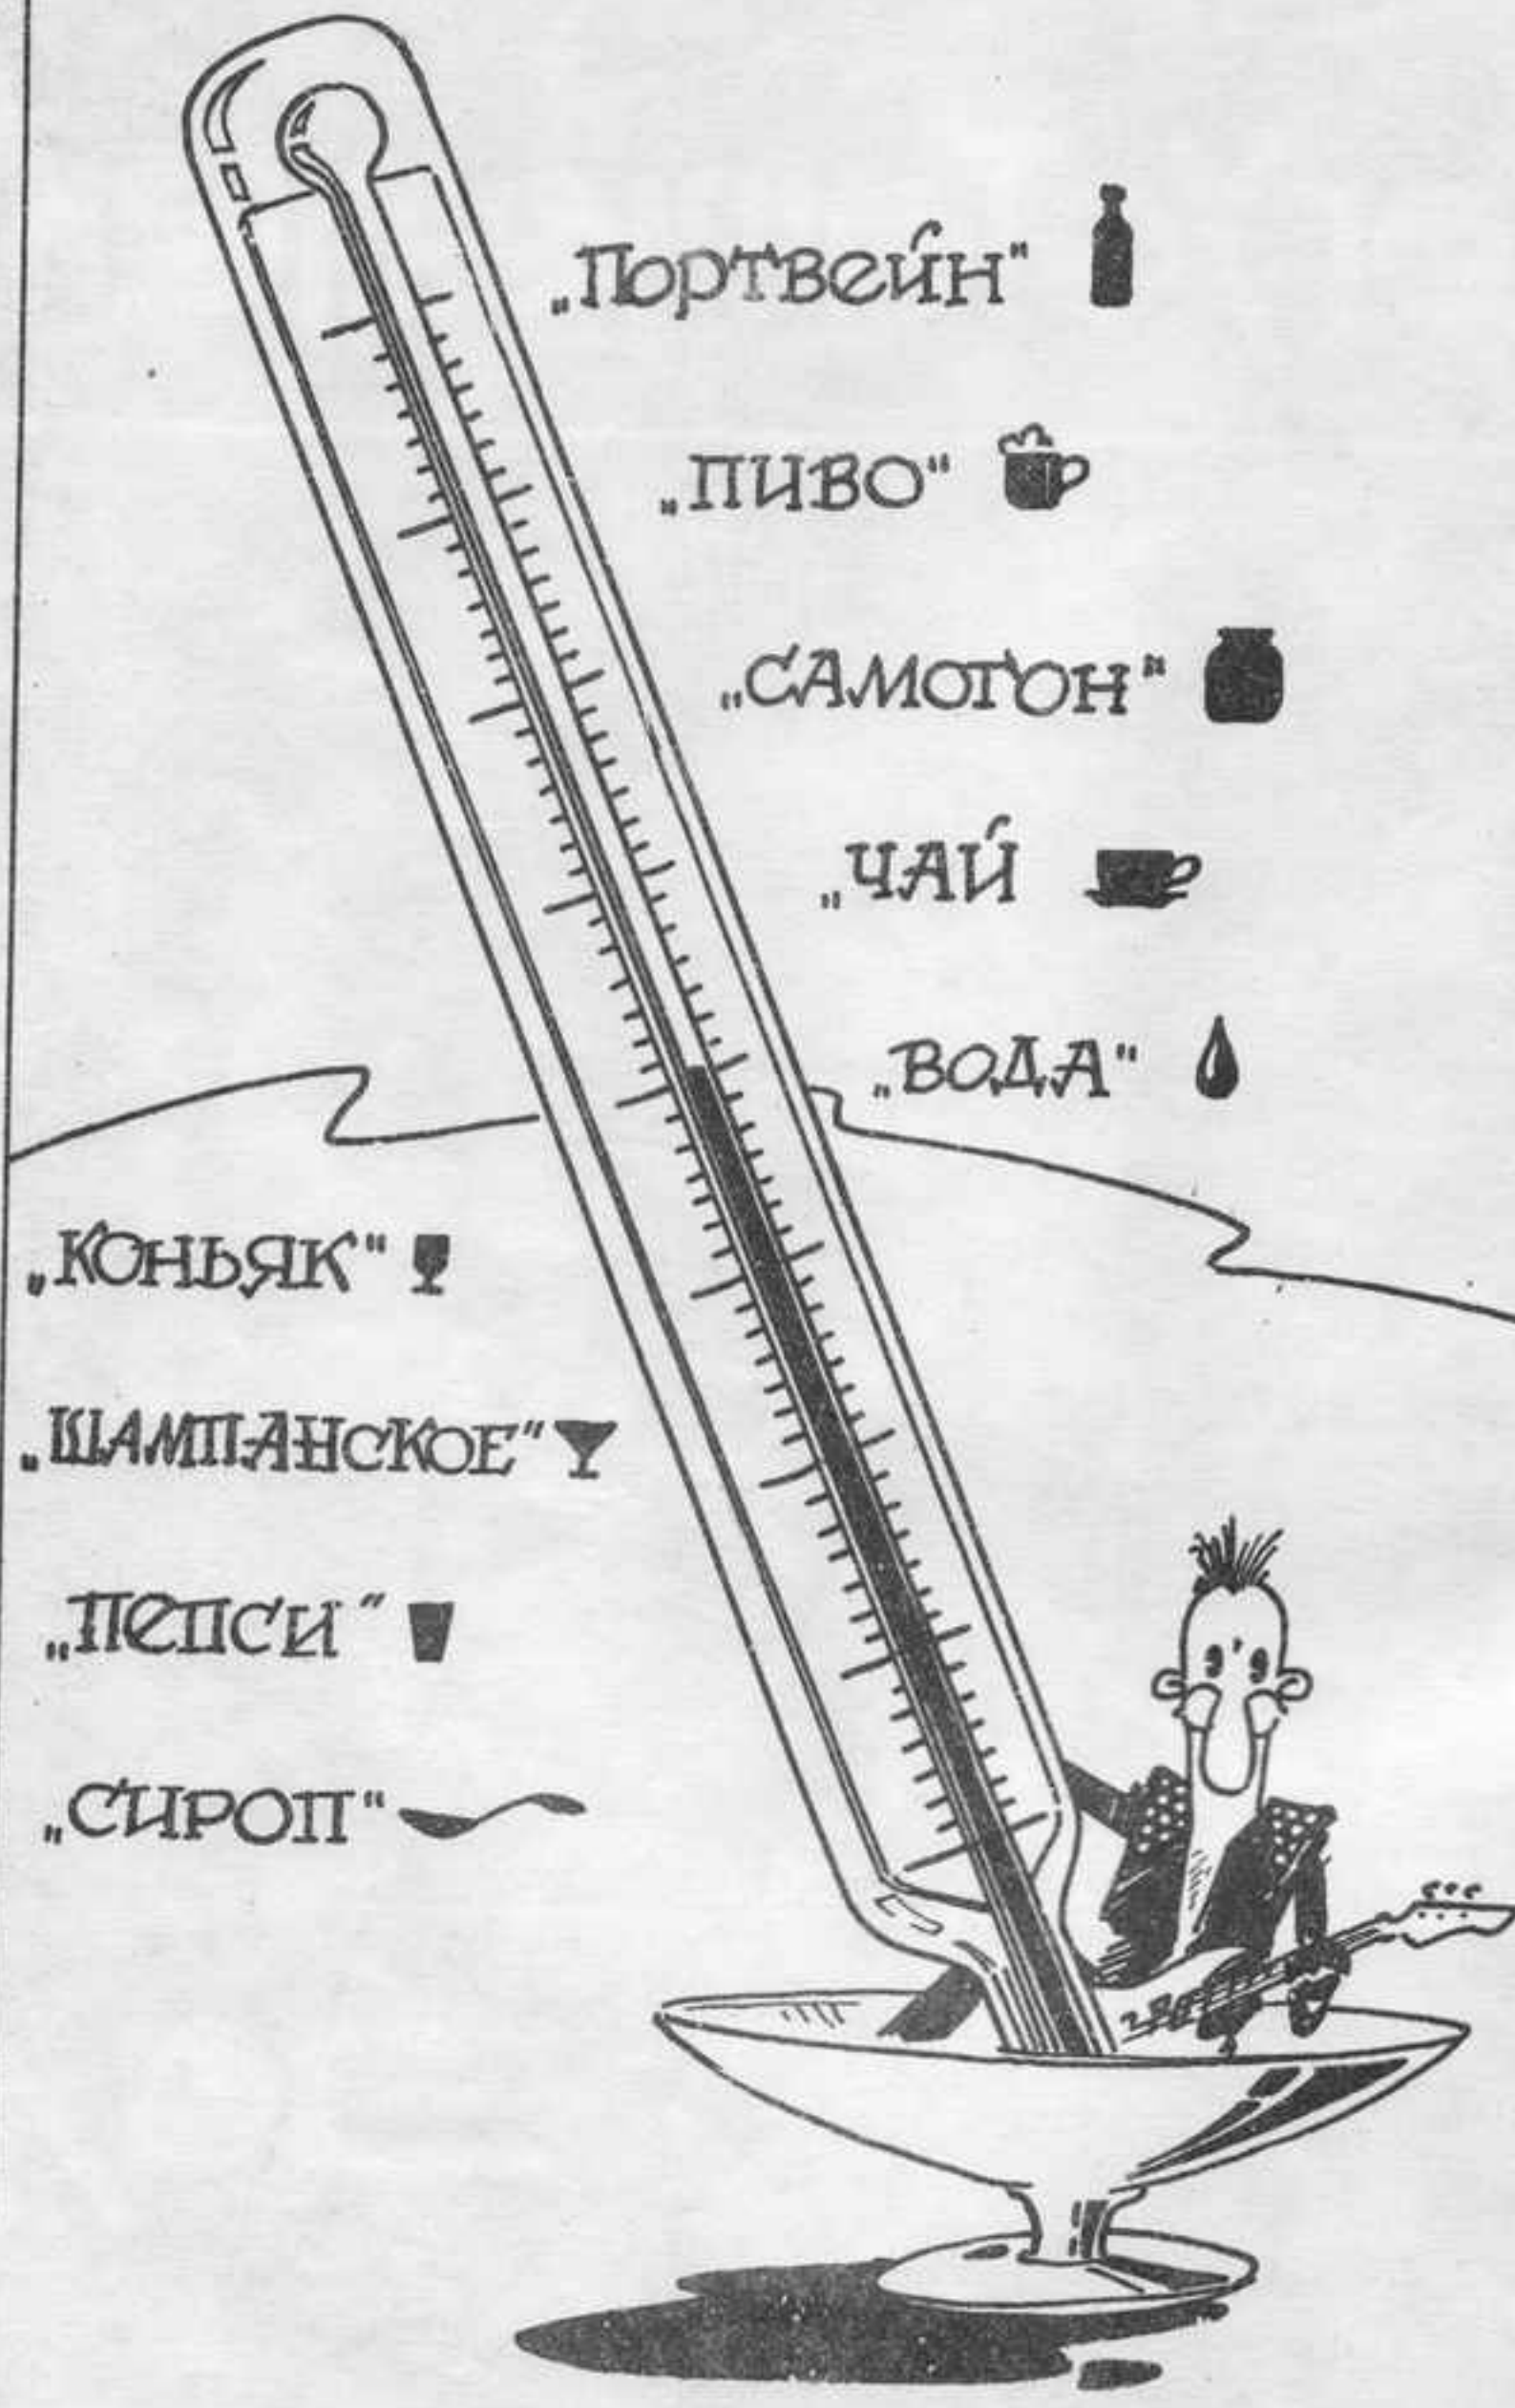 „Портвейн“
„ПИВО“
„САМОГОН“
„ЧАЙ
„ВОДА“
„КОНЬЯК“
„ШАМПАНСКОЕ“
„ПЕПСИ“
„СИРОП“